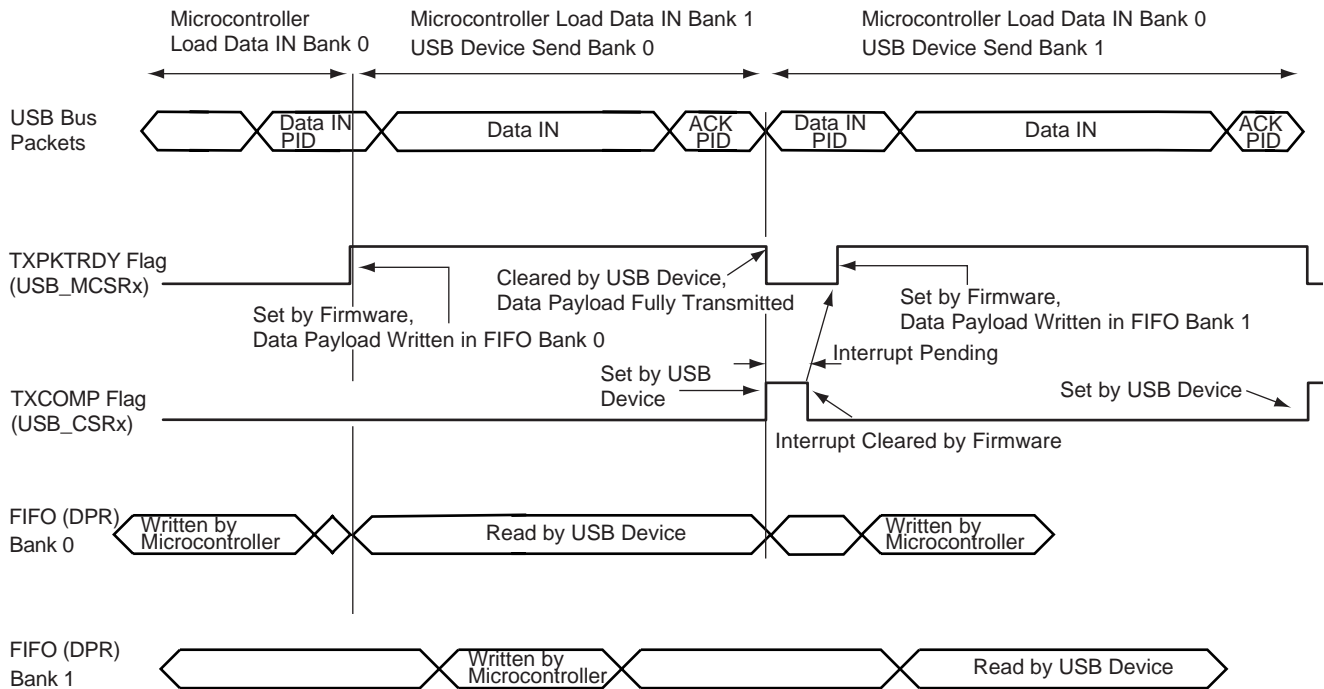 Microcontroller
Load Data IN Bank 0
Microcontroller Load Data IN Bank 1
USB Device Send Bank 0
Microcontroller Load Data IN Bank 0
USB Device Send Bank 1
USB Bus
Packets
Data IN
PID
Data IN
ACK
PID
Data IN
PID
Data IN
ACK
PID
TXPKTRDY Flag
(USB_MCSRx)
Set by Firmware,
Data Payload Written in FIFO Bank 0
Cleared by USB Device,
Data Payload Fully Transmitted
Set by Firmware,
Data Payload Written in FIFO Bank 1
Interrupt Pending
TXCOMP Flag
(USB_CSRx)
Set by USB
Device
Set by USB Device
Interrupt Cleared by Firmware
FIFO (DPR)
Bank 0
Written by
Microcontroller
Read by USB Device
Written by
Microcontroller
FIFO (DPR)
Bank 1
Written by
Microcontroller
Read by USB Device